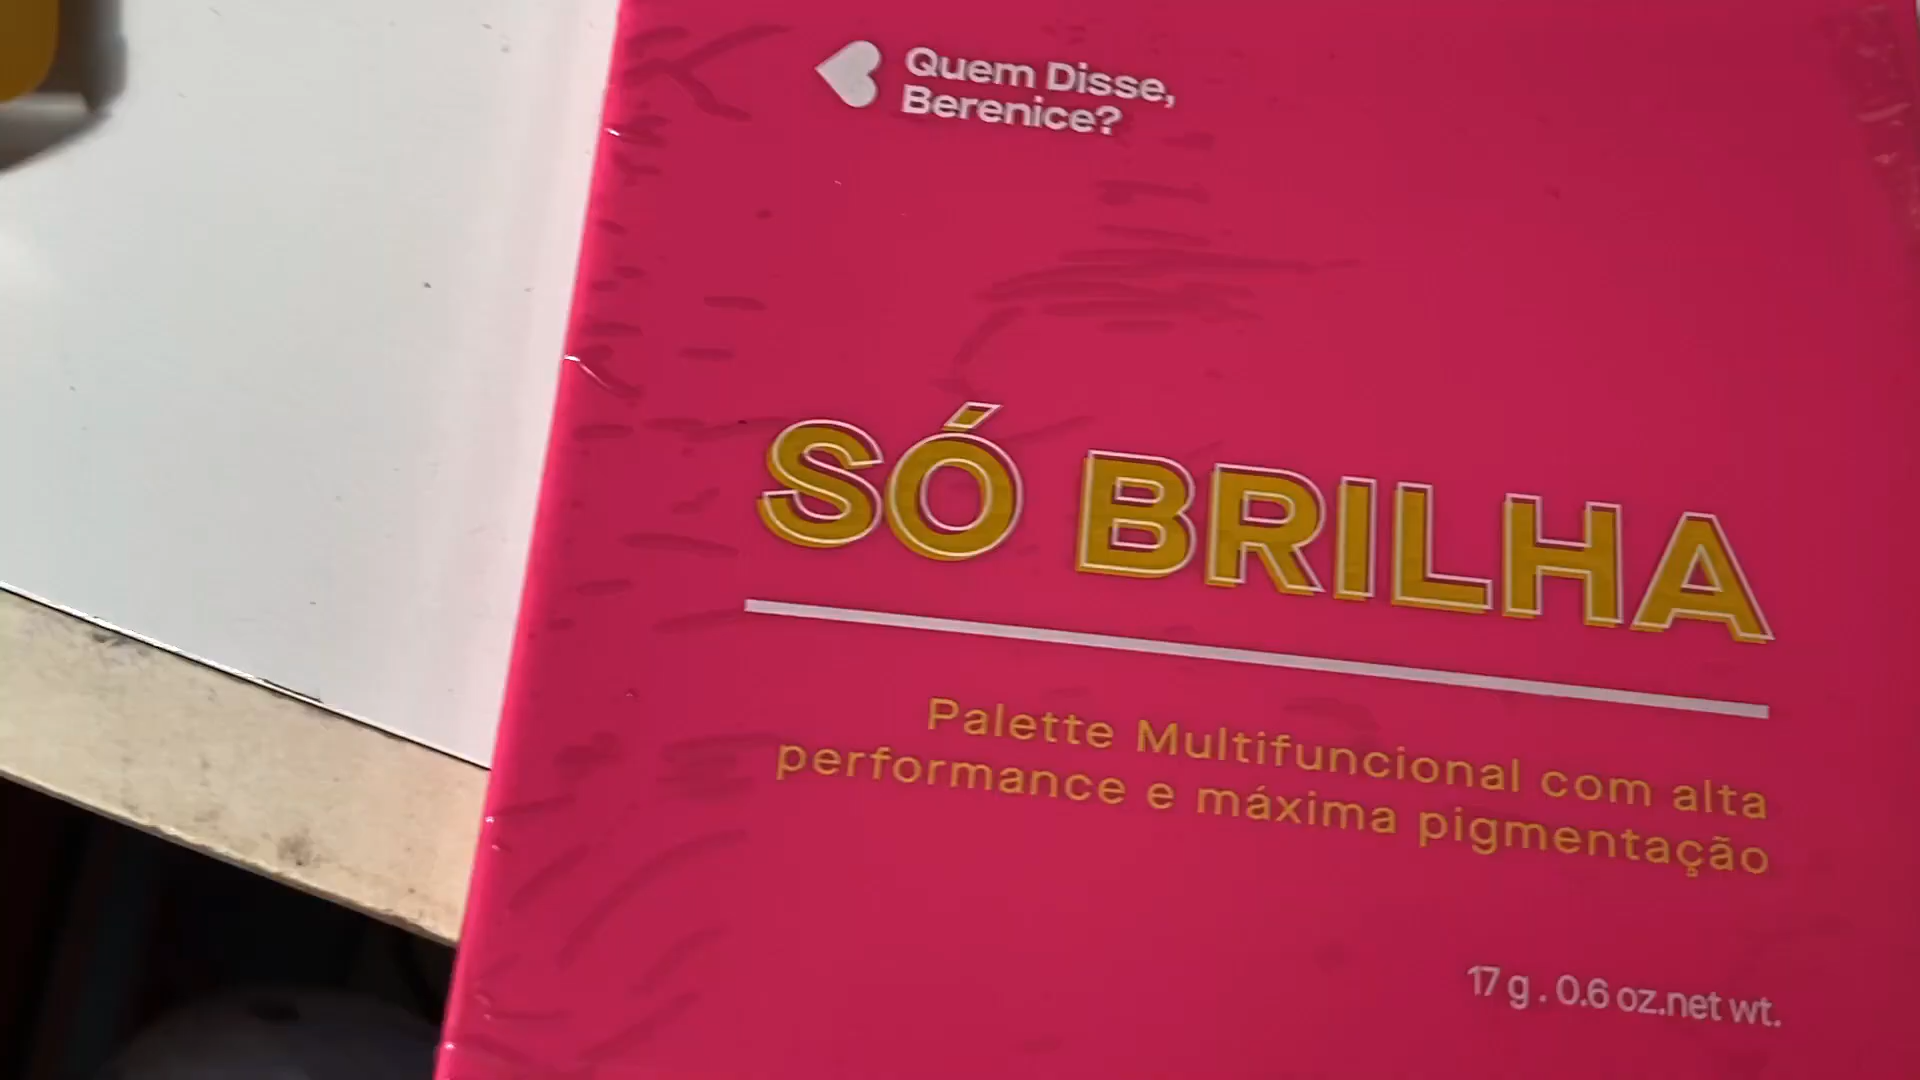 Quem Disse,
Berenice?
SÓ BRILHA
Palette Multifuncional com alta
performance e máxima pigmentação
17 g . 0.6 oz.net wt.